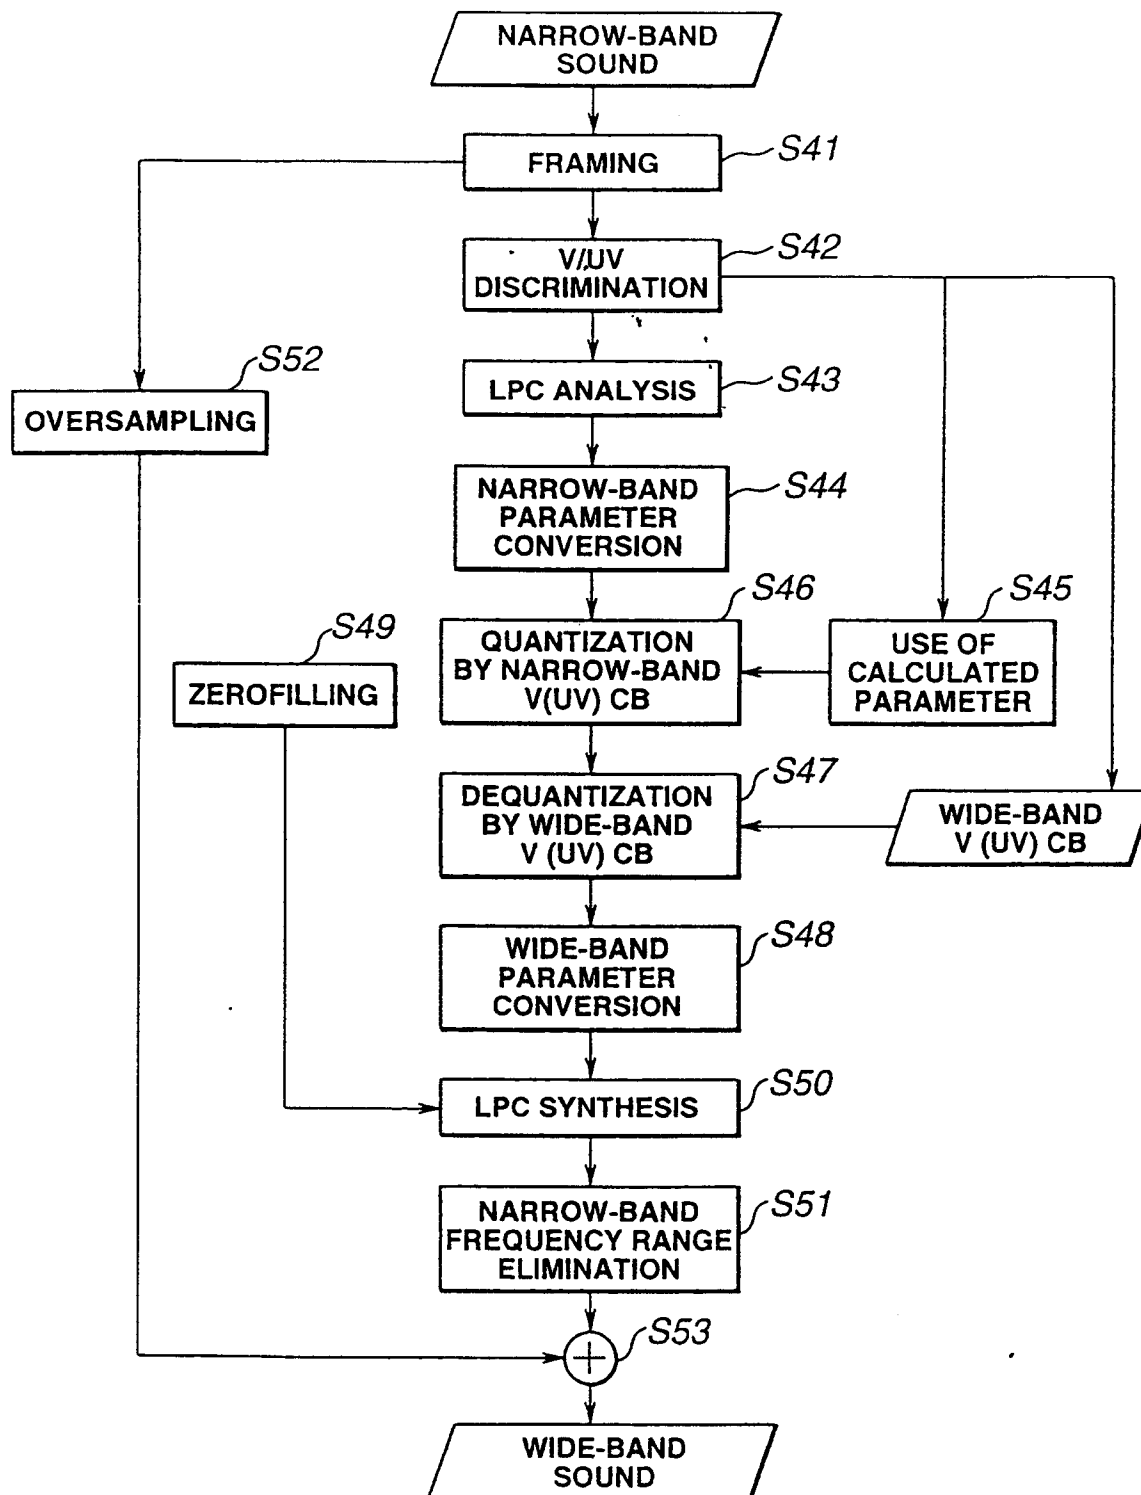 NARROW-BAND
SOUND
FRAMING
S41
V/UV
DISCRIMINATION
S42
LPC ANALYSIS
S43
S52
OVERSAMPLING
NARROW-BAND
PARAMETER
CONVERSION
S44
S46
QUANTIZATION
BY NARROW-BAND
V(UV) CB
S45
USE OF
CALCULATED
PARAMETER
S49
ZEROFILLING
S47
DEQUANTIZATION
BY WIDE-BAND
V (UV) CB
WIDE-BAND
V (UV) CB
S48
WIDE-BAND
PARAMETER
CONVERSION
S50
LPC SYNTHESIS
S51
NARROW-BAND
FREQUENCY RANGE
ELIMINATION
S53
+
WIDE-BAND
SOUND